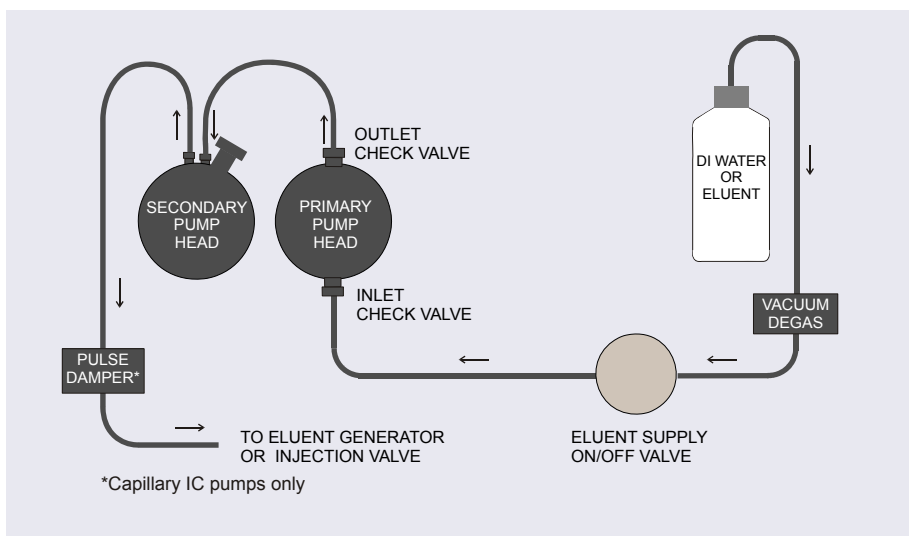 OUTLET
CHECK VALVE
DI WATER
OR
ELUENT
SECONDARY
PUMP
HEAD
PRIMARY
PUMP
HEAD
INLET
CHECK VALVE
VACUUM
DEGAS
PULSE
DAMPER*
TO ELUENT GENERATOR
OR INJECTION VALVE
ELUENT SUPPLY
ON/OFF VALVE
*Capillary IC pumps only